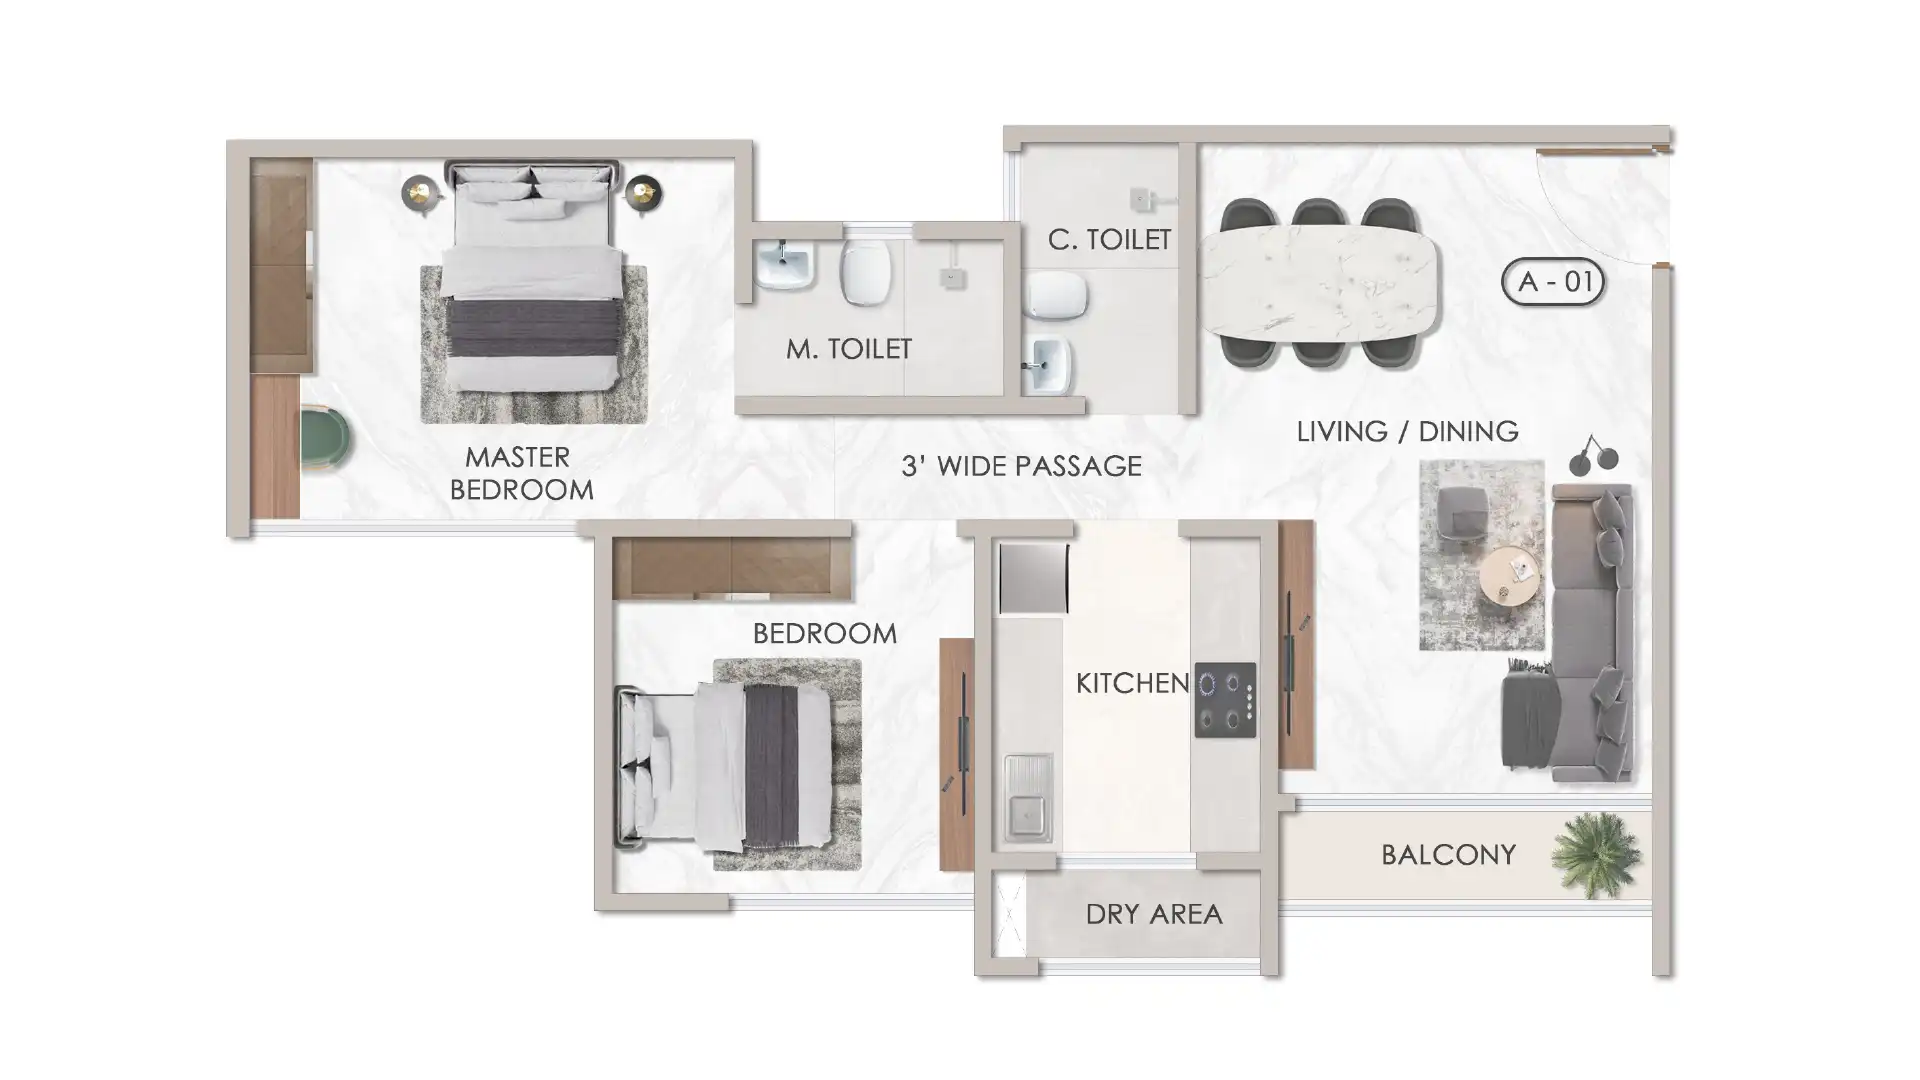 C. TOILET
A - 01
M. TOILET
LIVING / DINING
MASTER
BEDROOM
3' WIDE PASSAGE
BEDROOM
KITCHEN
BALCONY
DRY AREA